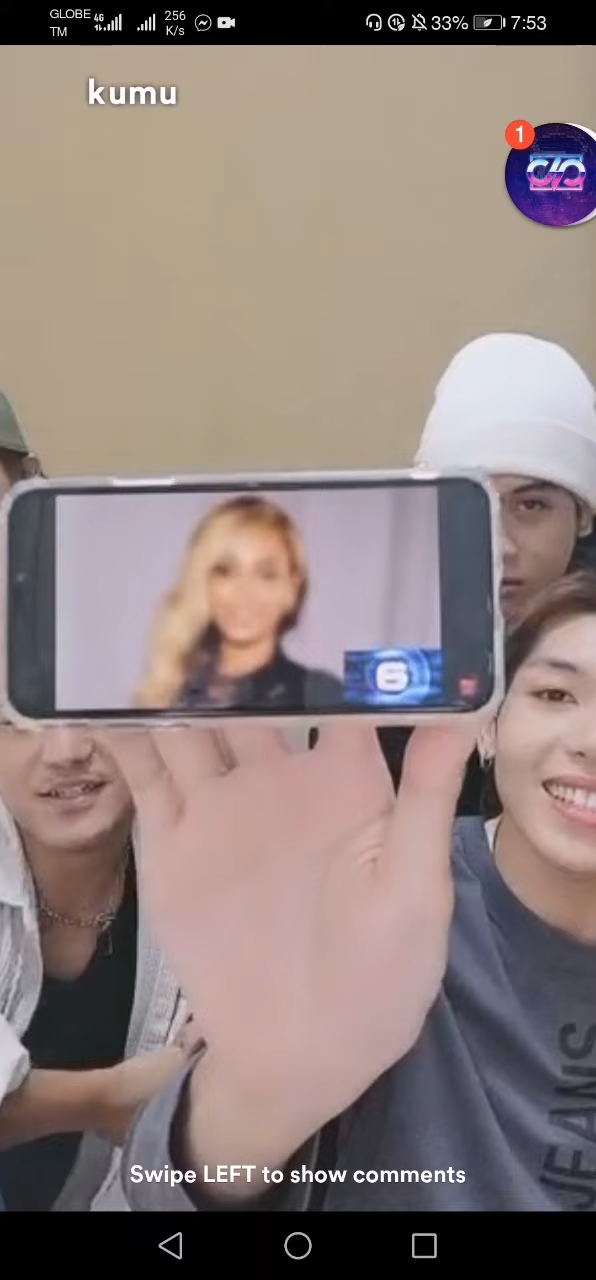 GLOBE 4G 256 33% 7:53
TM K/s
kumu
1
Swipe LEFT to show comments
JEANS